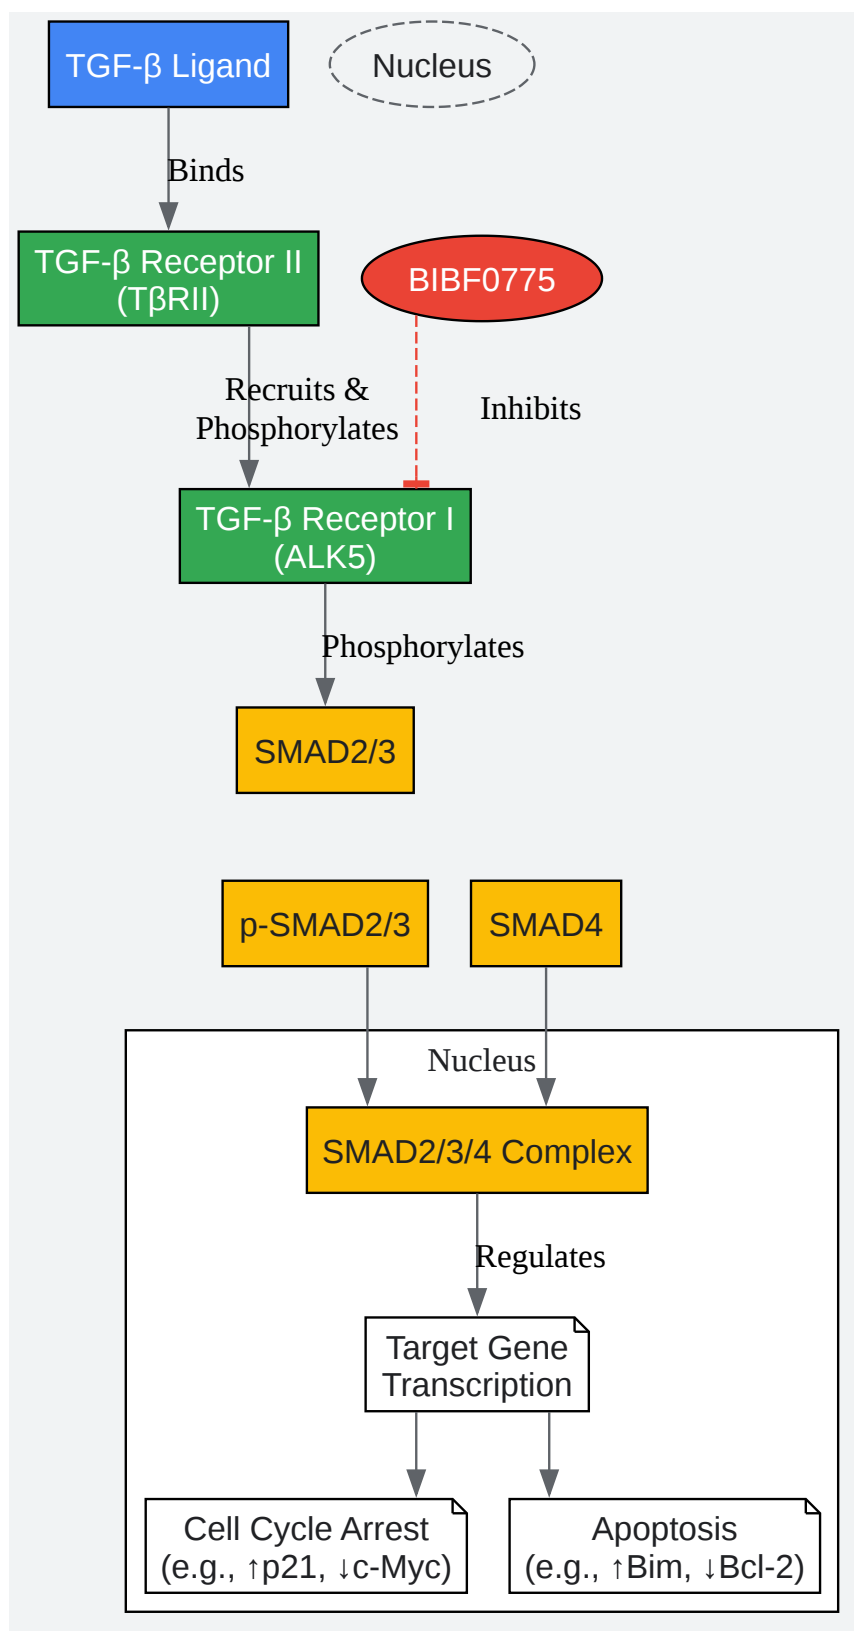 TGF-β Ligand
Nucleus
Binds
TGF-β Receptor II
(TβRII)
BIBF0775
Recruits &
Phosphorylates
Inhibits
TGF-β Receptor I
(ALK5)
Phosphorylates
SMAD2/3
p-SMAD2/3
SMAD4
Nucleus
SMAD2/3/4 Complex
Regulates
Target Gene
Transcription
Cell Cycle Arrest
(e.g., ↑p21, ↓c-Myc)
Apoptosis
(e.g., ↑Bim, ↓Bcl-2)